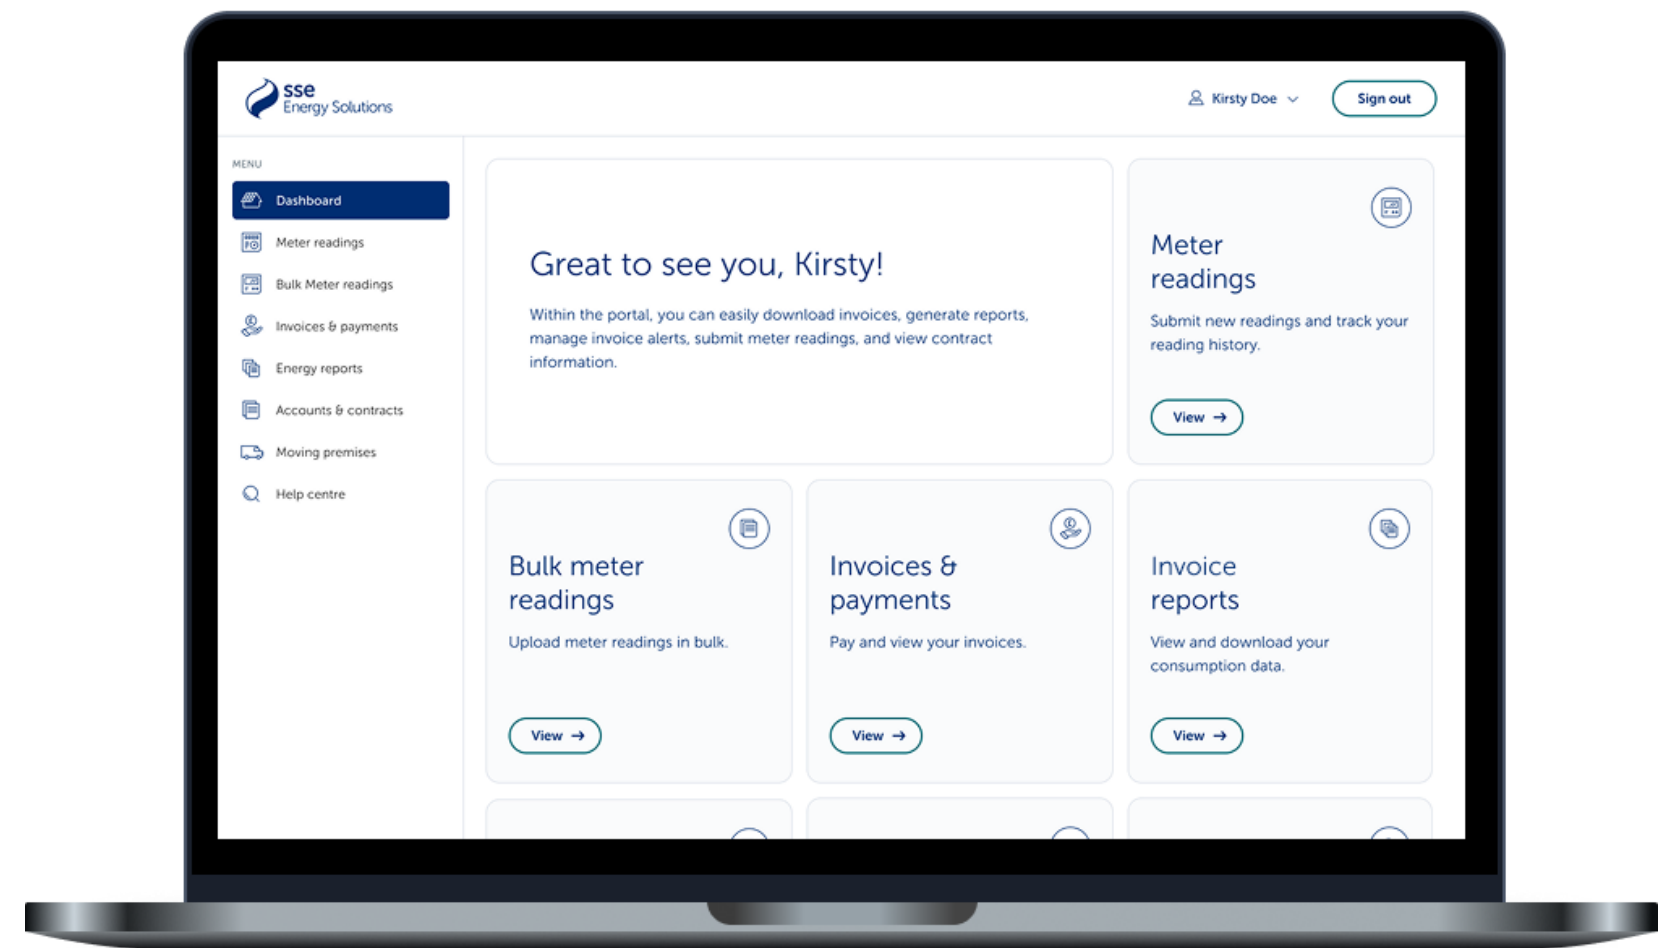 sse
Energy Solutions
Kirsty Doe
Sign out
MENU
Dashboard
Meter readings
Bulk Meter readings
Invoices & payments
Energy reports
Accounts & contracts
Moving premises
Help centre
Great to see you, Kirsty!
Within the portal, you can easily download invoices, generate reports,
manage invoice alerts, submit meter readings, and view contract
information.
Meter
readings
Submit new readings and track your
reading history.
View →
Bulk meter
readings
Upload meter readings in bulk.
View →
Invoices &
payments
Pay and view your invoices.
View →
Invoice
reports
View and download your
consumption data.
View →